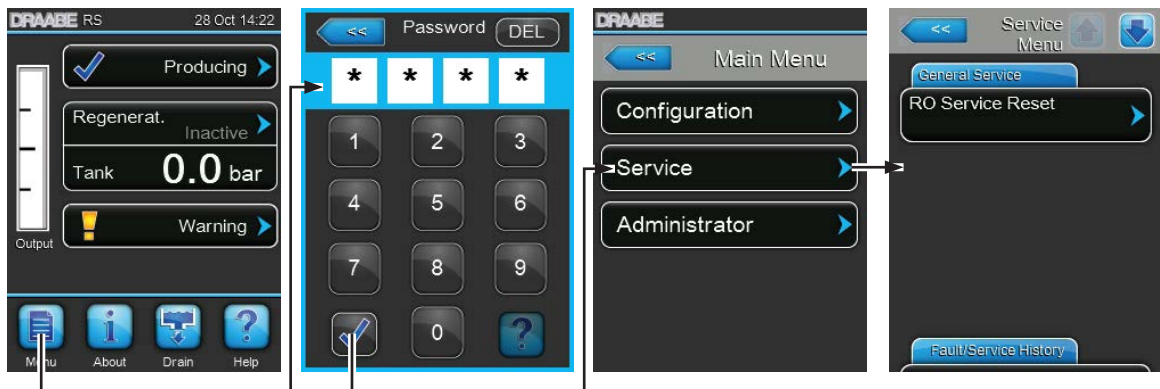 DRAABE RS 28 Oct 14:22
Producing
Regenerat.
Inactive
Tank 0.0 bar
Warning
Output
Menu About Drain Help
<< Password DEL
* * * *
1 2 3
4 5 6
7 8 9
0 ?
DRAABE
<< Main Menu
Configuration
Service
Administrator
<< Service
Menu
General Service
RO Service Reset
Fault/Service History